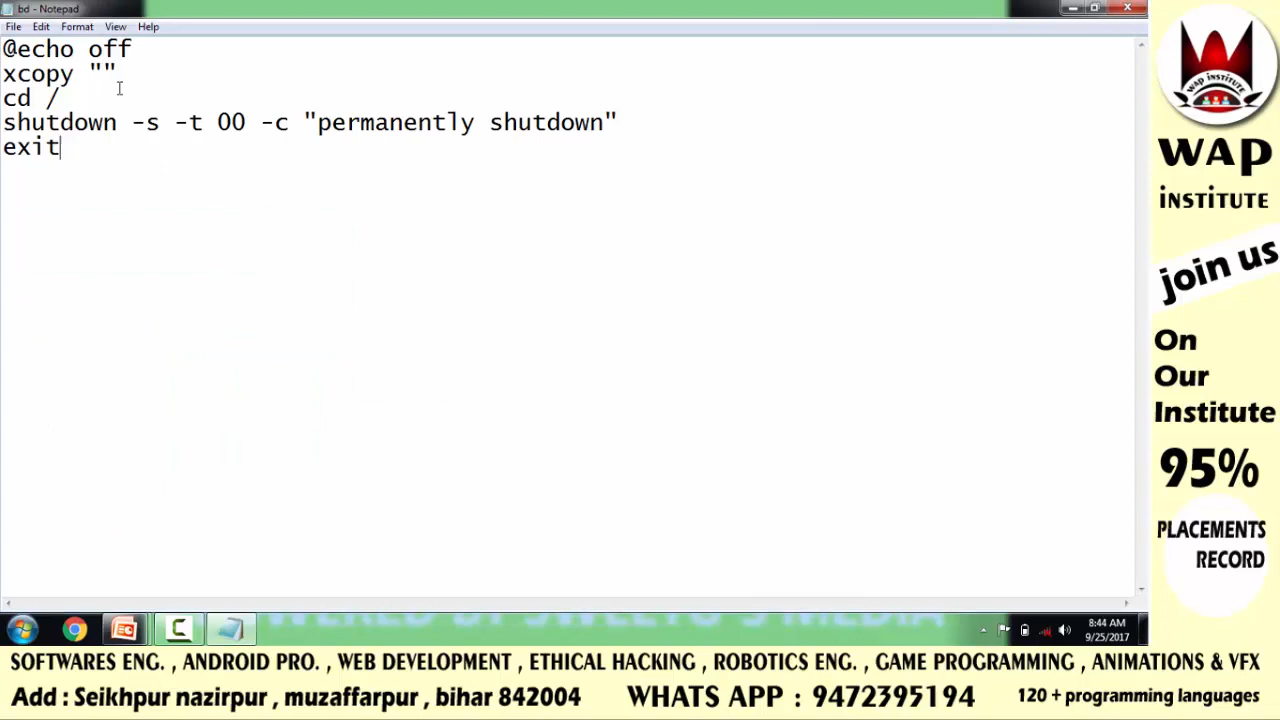 bd - Notepad
File Edit Format View Help
@echo off
xcopy ""
cd /
shutdown -s -t 00 -c "permanently shutdown"
exit
WAP INSTITUTE
WAP
INSTITUTE
join us
On
Our
Institute
95%
PLACEMENTS
RECORD
8:44 AM
9/25/2017
SOFTWARES ENG. , ANDROID PRO. , WEB DEVELOPMENT , ETHICAL HACKING , ROBOTICS ENG. , GAME PROGRAMMING , ANIMATIONS & VFX
Add : Seikhpur nazirpur , muzaffarpur , bihar 842004 WHATS APP : 9472395194 120 + programming languages